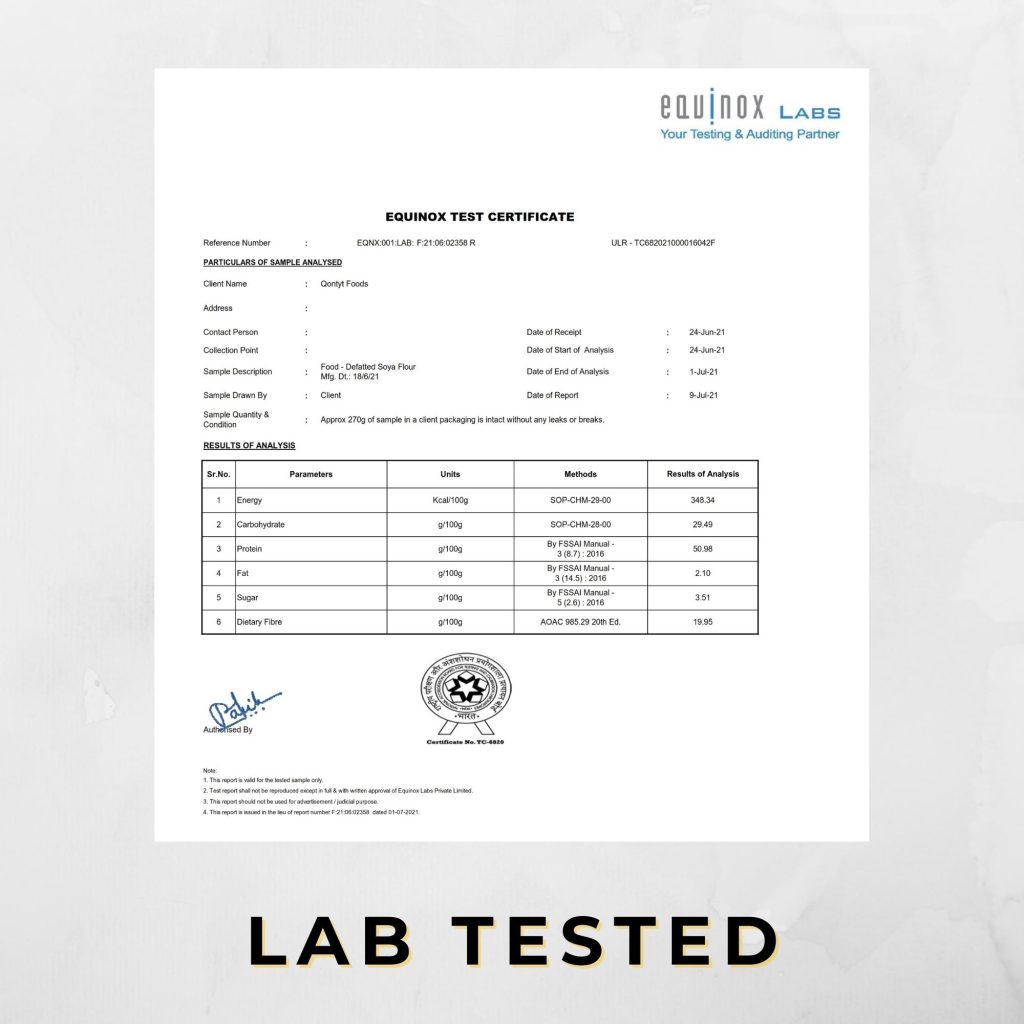 equinox LABS
Your Testing & Auditing Partner
EQUINOX TEST CERTIFICATE
Reference Number : EQNX:001:LAB: F:21:06:02358 R ULR - TC682021000016042F
PARTICULARS OF SAMPLE ANALYSED
Client Name : Qontyt Foods
Address :
Contact Person : Date of Receipt : 24-Jun-21
Collection Point : Date of Start of Analysis : 24-Jun-21
Sample Description : Food - Defatted Soya Flour
Mfg. Dt.: 18/6/21 Date of End of Analysis : 1-Jul-21
Sample Drawn By : Client Date of Report : 9-Jul-21
Sample Quantity &
Condition : Approx 270g of sample in a client packaging is intact without any leaks or breaks.
RESULTS OF ANALYSIS
Sr.No. Parameters Units Methods Results of Analysis
1 Energy Kcal/100g SOP-CHM-29-00 348.34
2 Carbohydrate g/100g SOP-CHM-28-00 29.49
3 Protein g/100g By FSSAI Manual -
3 (8.7) : 2016 50.98
4 Fat g/100g By FSSAI Manual -
3 (14.5) : 2016 2.10
5 Sugar g/100g By FSSAI Manual -
5 (2.6) : 2016 3.51
6 Dietary Fibre g/100g AOAC 985.29 20th Ed. 19.95
राष्ट्रीय परीक्षण और अंशशोधन प्रयोगशाला प्रत्यायन बोर्ड
भारत
Certificate No. TC-6820
Authorised By
Note:
1. This report is valid for the tested sample only.
2. Test report shall not be reproduced except in full & with written approval of Equinox Labs Private Limited.
3. This report should not be used for advertisement / judicial purpose.
4. This report is issued in the lieu of report number F:21:06:02358 dated 01-07-2021.
LAB TESTED